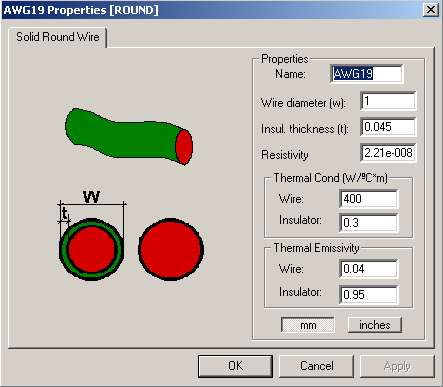 AWG19 Properties [ROUND]
Solid Round Wire
Properties
Name: AWG19
Wire diameter (w): 1
Insul. thickness (t): 0.045
Resistivity 2.21e-008
Thermal Cond (W/ºC*m)
Wire: 400
Insulator: 0.3
Thermal Emissivity
Wire: 0.04
Insulator: 0.95
W
t
mm inches
OK Cancel Apply